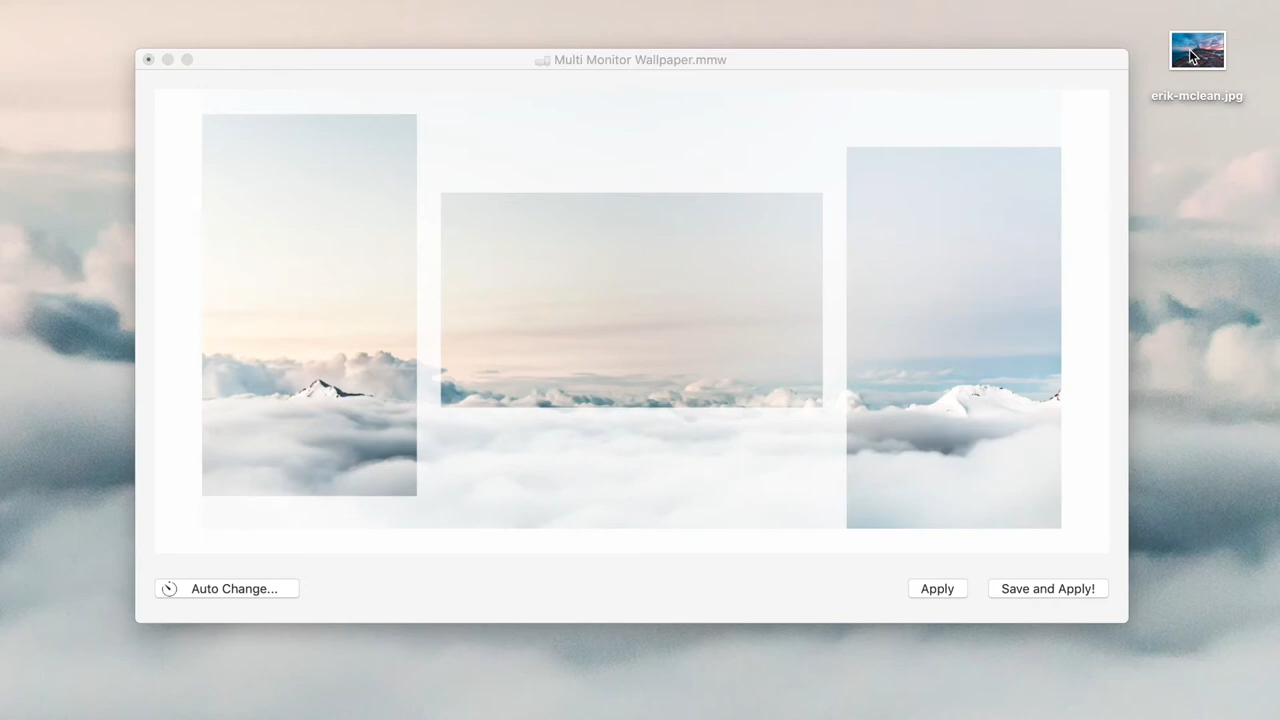 Multi Monitor Wallpaper.mmw
erik-mclean.jpg
Auto Change...
Apply
Save and Apply!